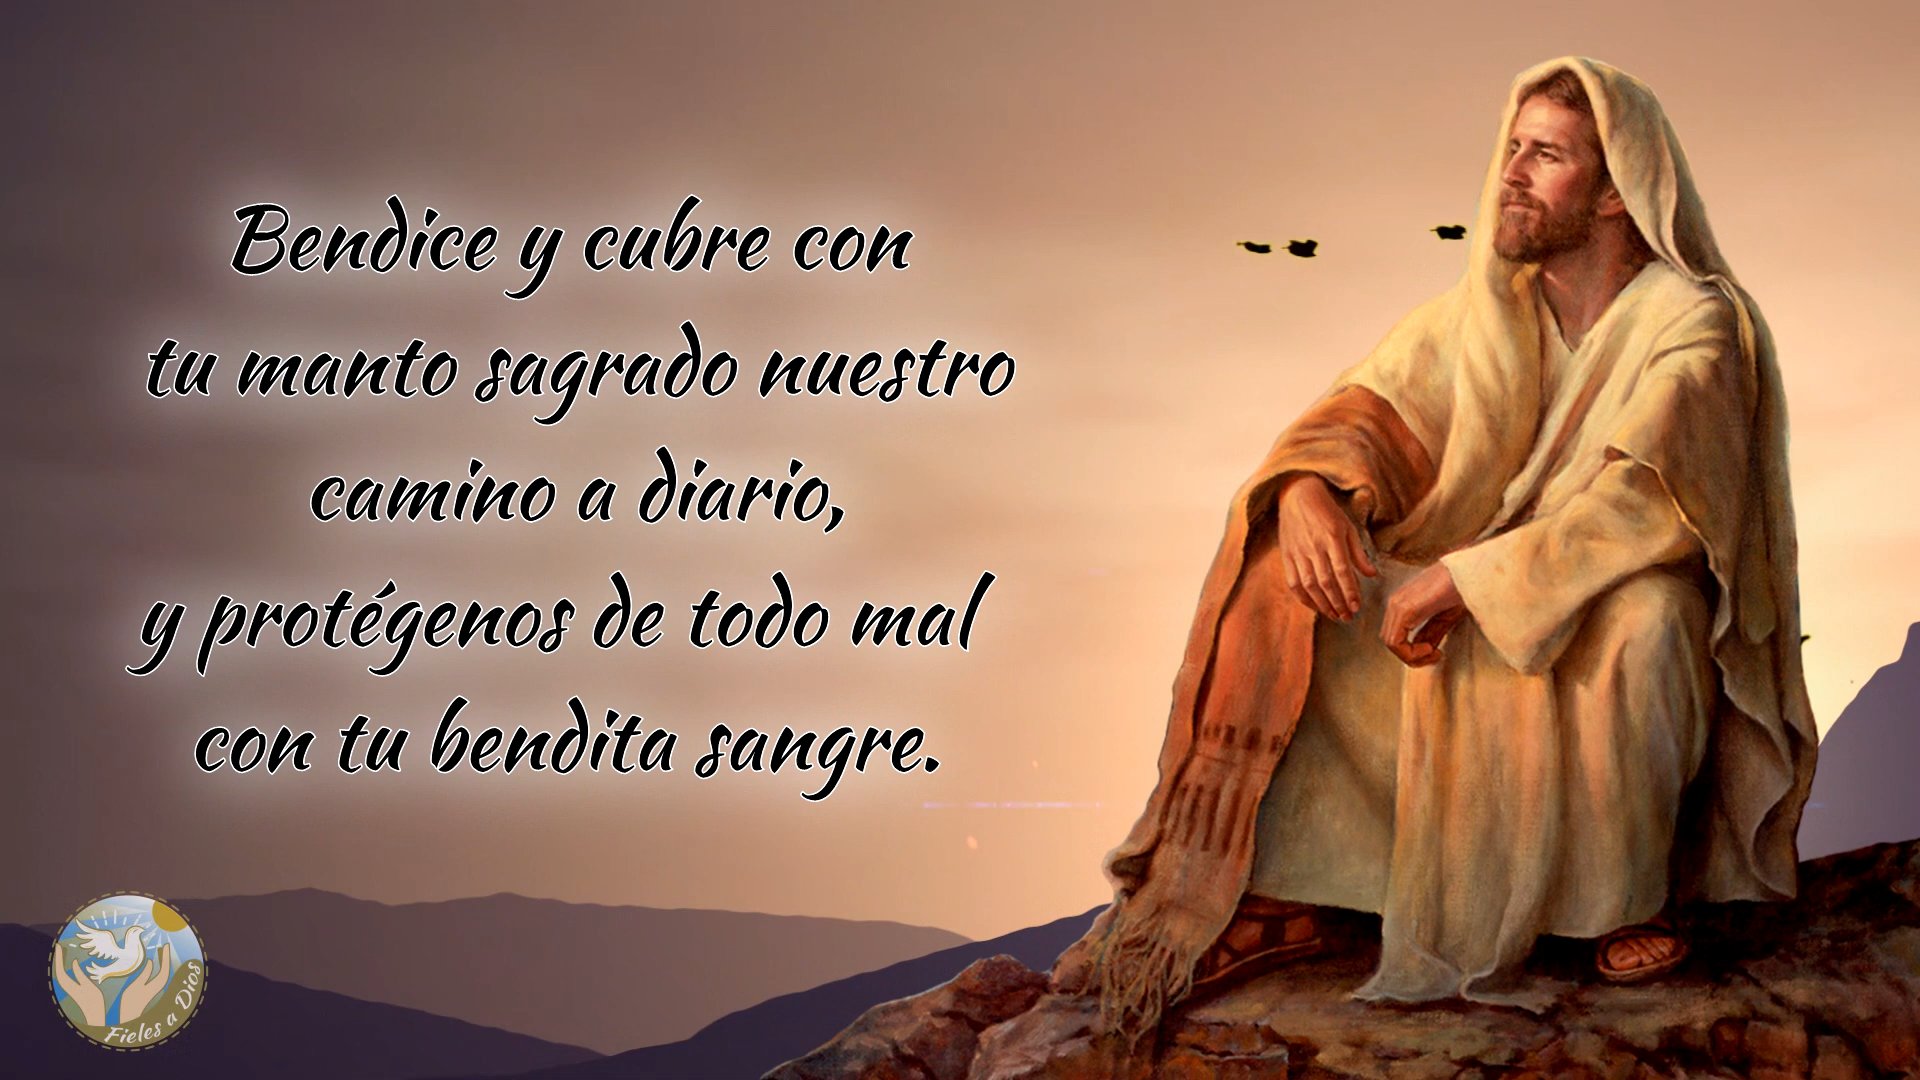 Bendice y cubre con
tu manto sagrado nuestro
camino a diario,
y protégenos de todo mal
con tu bendita sangre.
Fieles a Dios